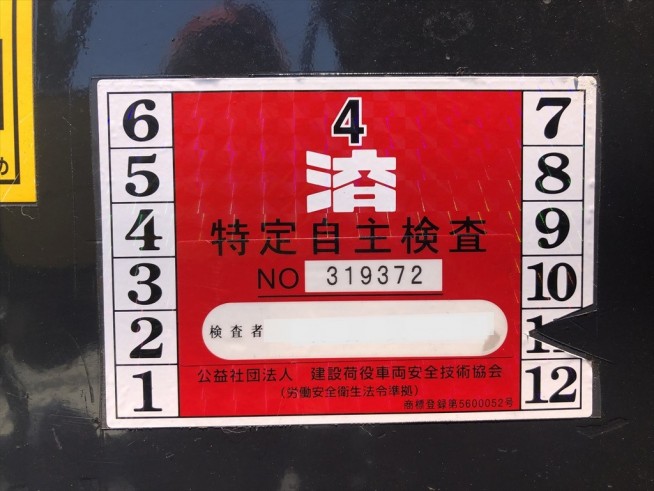 4
済
特定自主検査
NO 319372
検査者
公益社団法人 建設荷役車両安全技術協会
(労働安全衛生法令準拠)
商標登録第5600052号
6
5
4
3
2
1
7
8
9
10
12
め